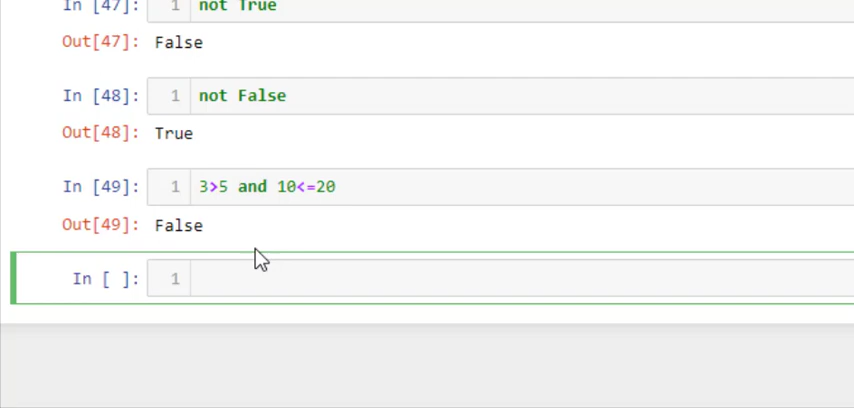 In [47]: 1 not True
Out[47]: False
In [48]: 1 not False
Out[48]: True
In [49]: 1 3>5 and 10<=20
Out[49]: False
In [ ]: 1